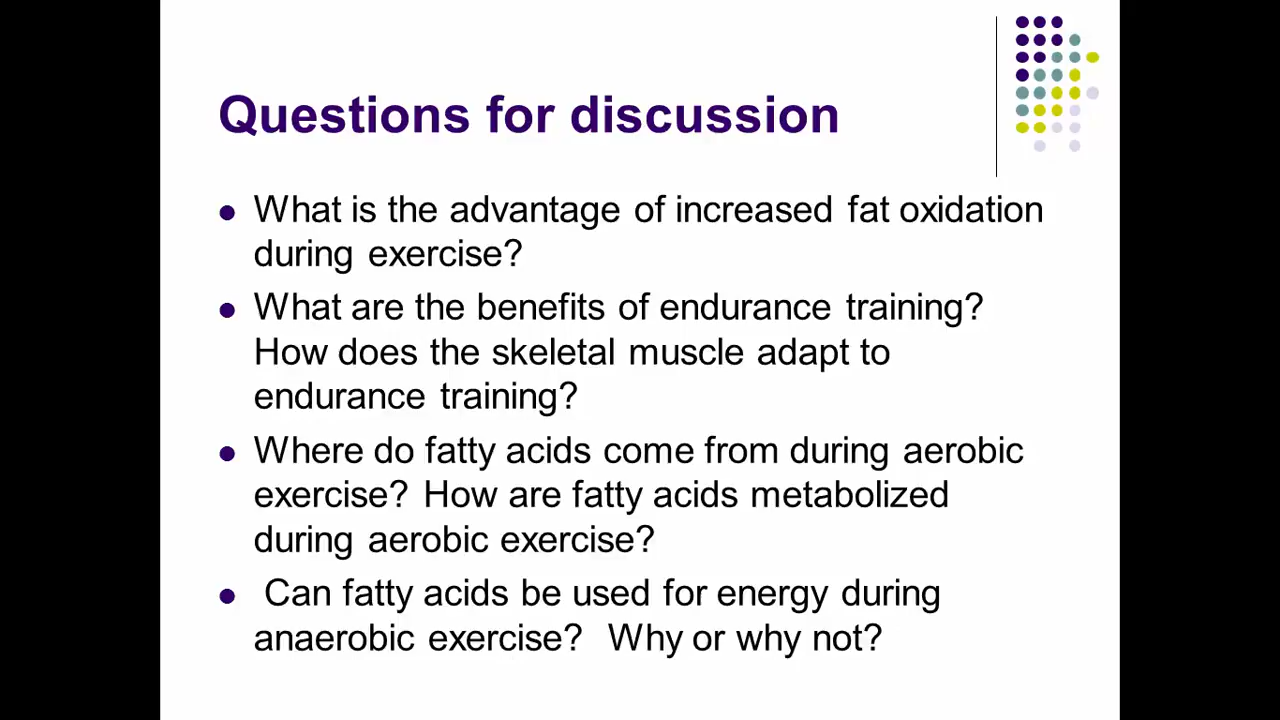 Questions for discussion
What is the advantage of increased fat oxidation
during exercise?
What are the benefits of endurance training?
How does the skeletal muscle adapt to
endurance training?
Where do fatty acids come from during aerobic
exercise? How are fatty acids metabolized
during aerobic exercise?
Can fatty acids be used for energy during
anaerobic exercise?  Why or why not?